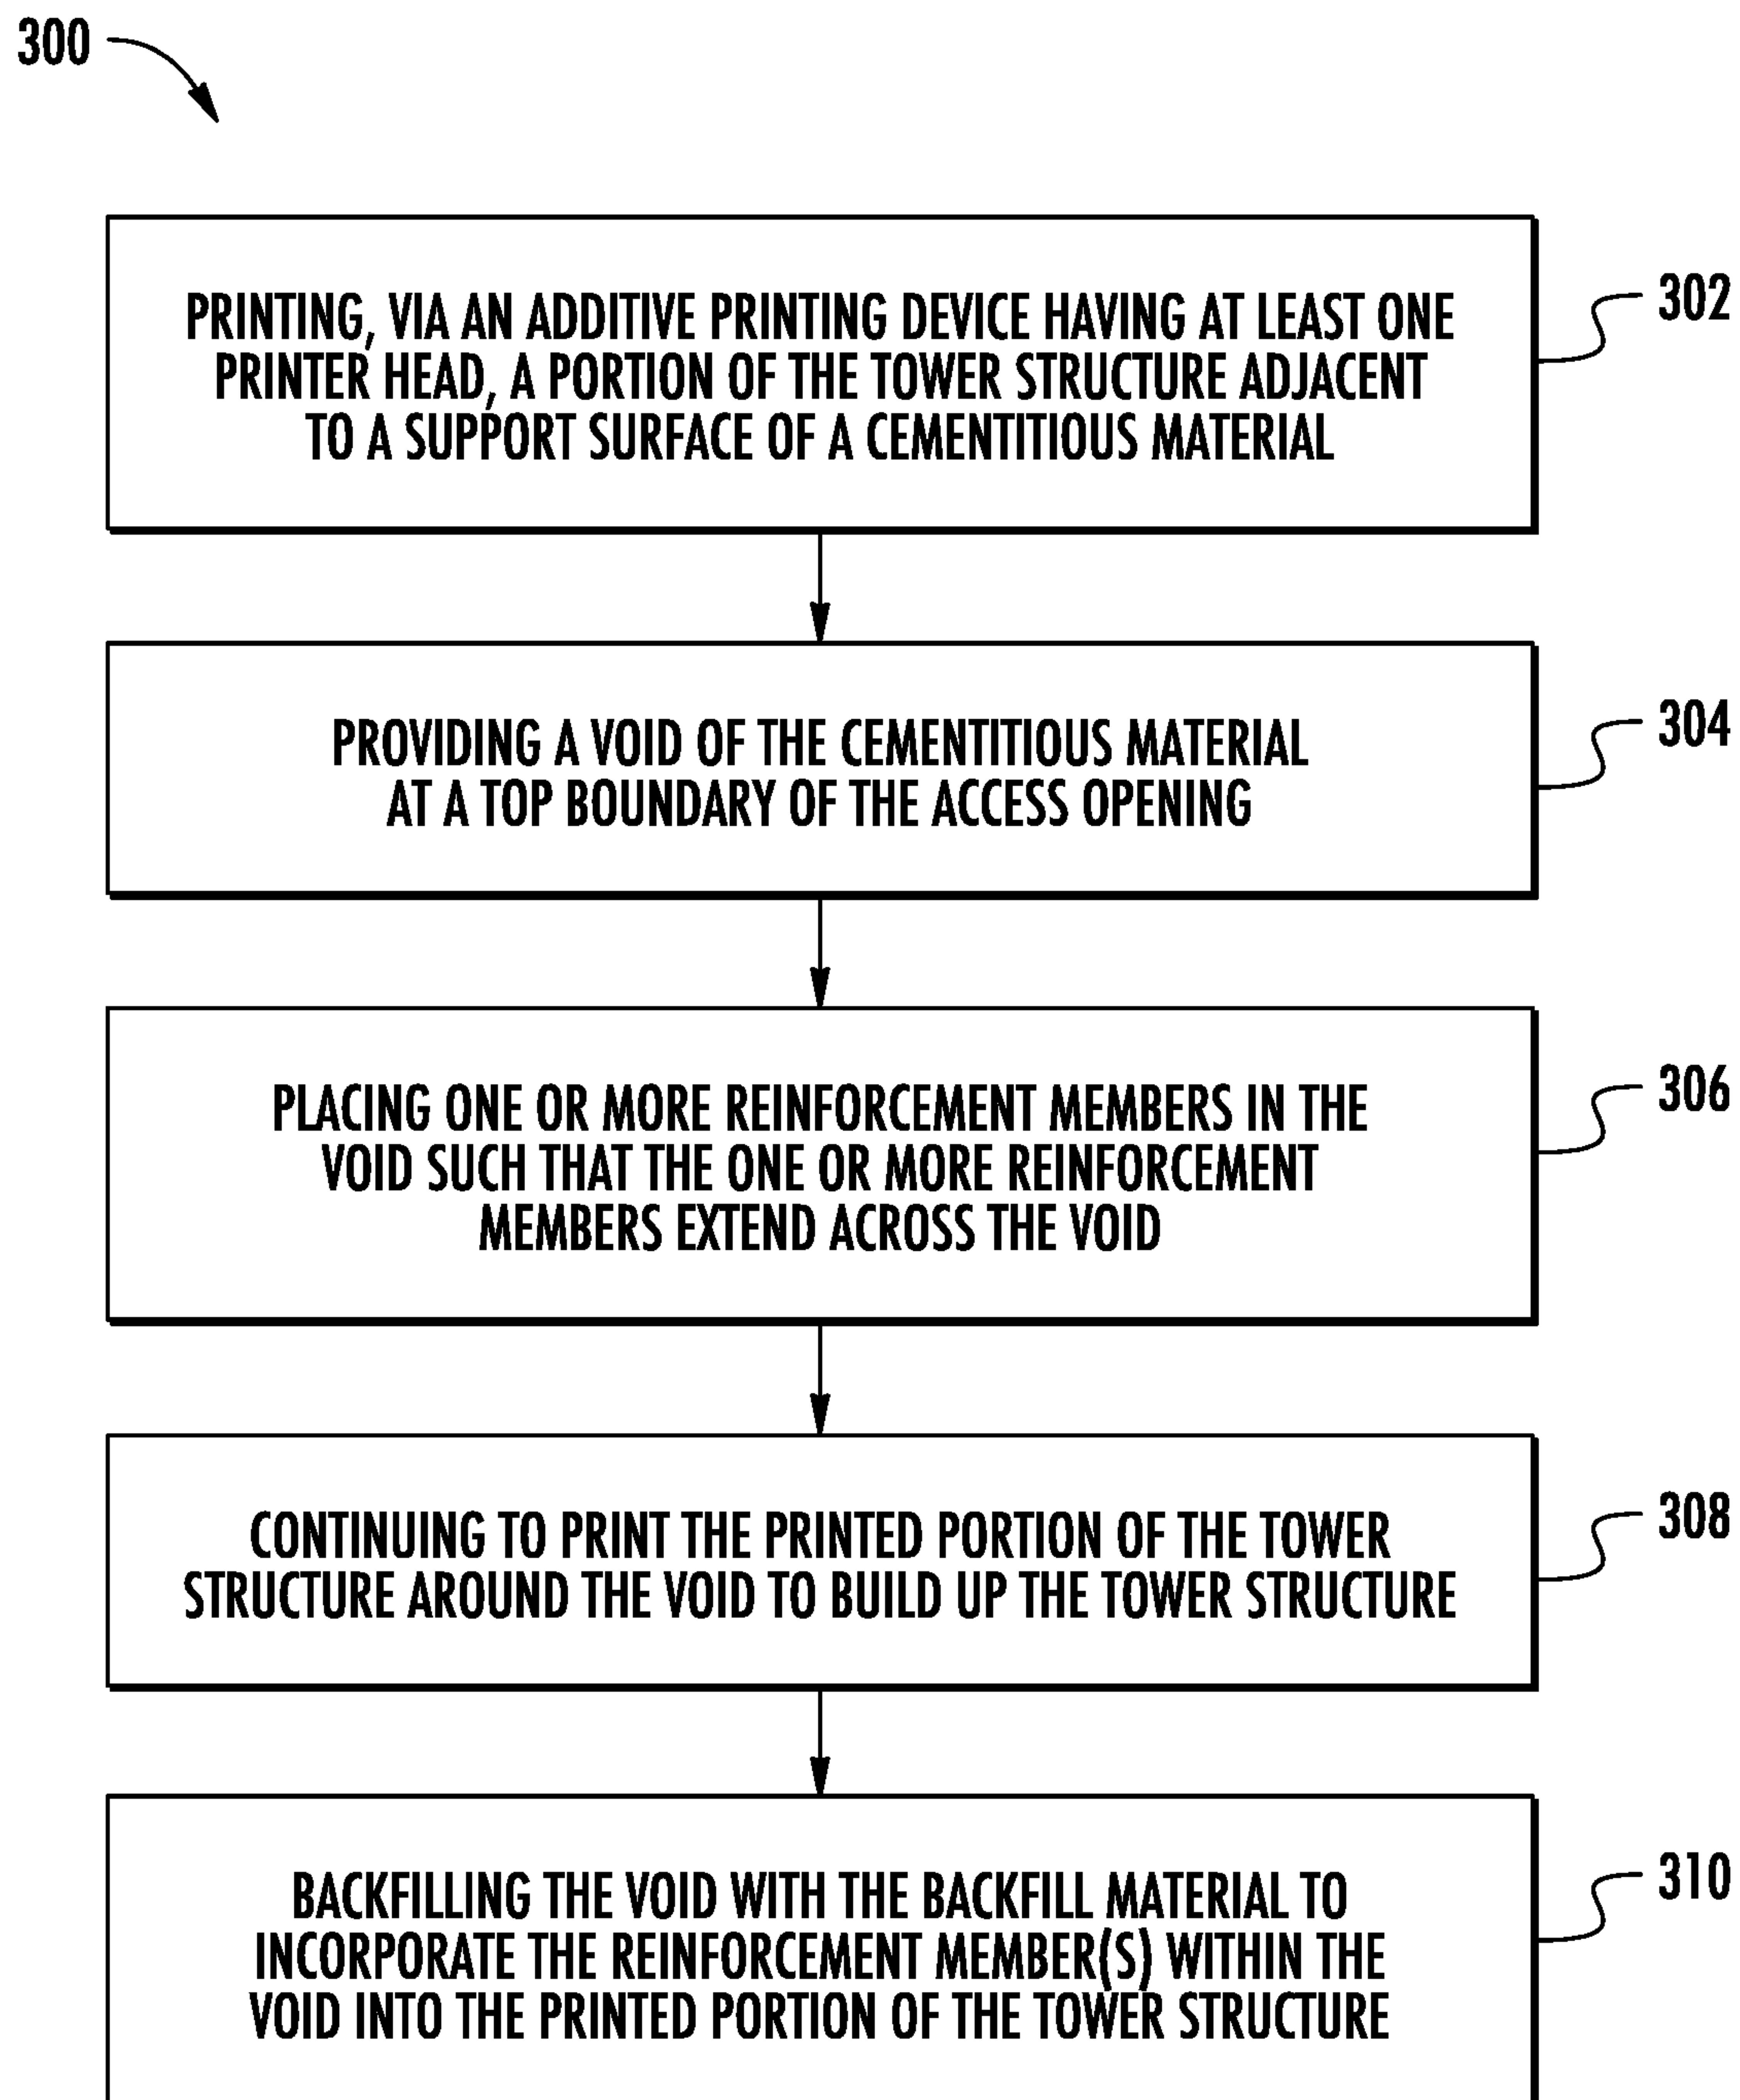 300
PRINTING, VIA AN ADDITIVE PRINTING DEVICE HAVING AT LEAST ONE
PRINTER HEAD, A PORTION OF THE TOWER STRUCTURE ADJACENT
TO A SUPPORT SURFACE OF A CEMENTITIOUS MATERIAL
302
PROVIDING A VOID OF THE CEMENTITIOUS MATERIAL
AT A TOP BOUNDARY OF THE ACCESS OPENING
304
PLACING ONE OR MORE REINFORCEMENT MEMBERS IN THE
VOID SUCH THAT THE ONE OR MORE REINFORCEMENT
MEMBERS EXTEND ACROSS THE VOID
306
CONTINUING TO PRINT THE PRINTED PORTION OF THE TOWER
STRUCTURE AROUND THE VOID TO BUILD UP THE TOWER STRUCTURE
308
BACKFILLING THE VOID WITH THE BACKFILL MATERIAL TO
INCORPORATE THE REINFORCEMENT MEMBER(S) WITHIN THE
VOID INTO THE PRINTED PORTION OF THE TOWER STRUCTURE
310